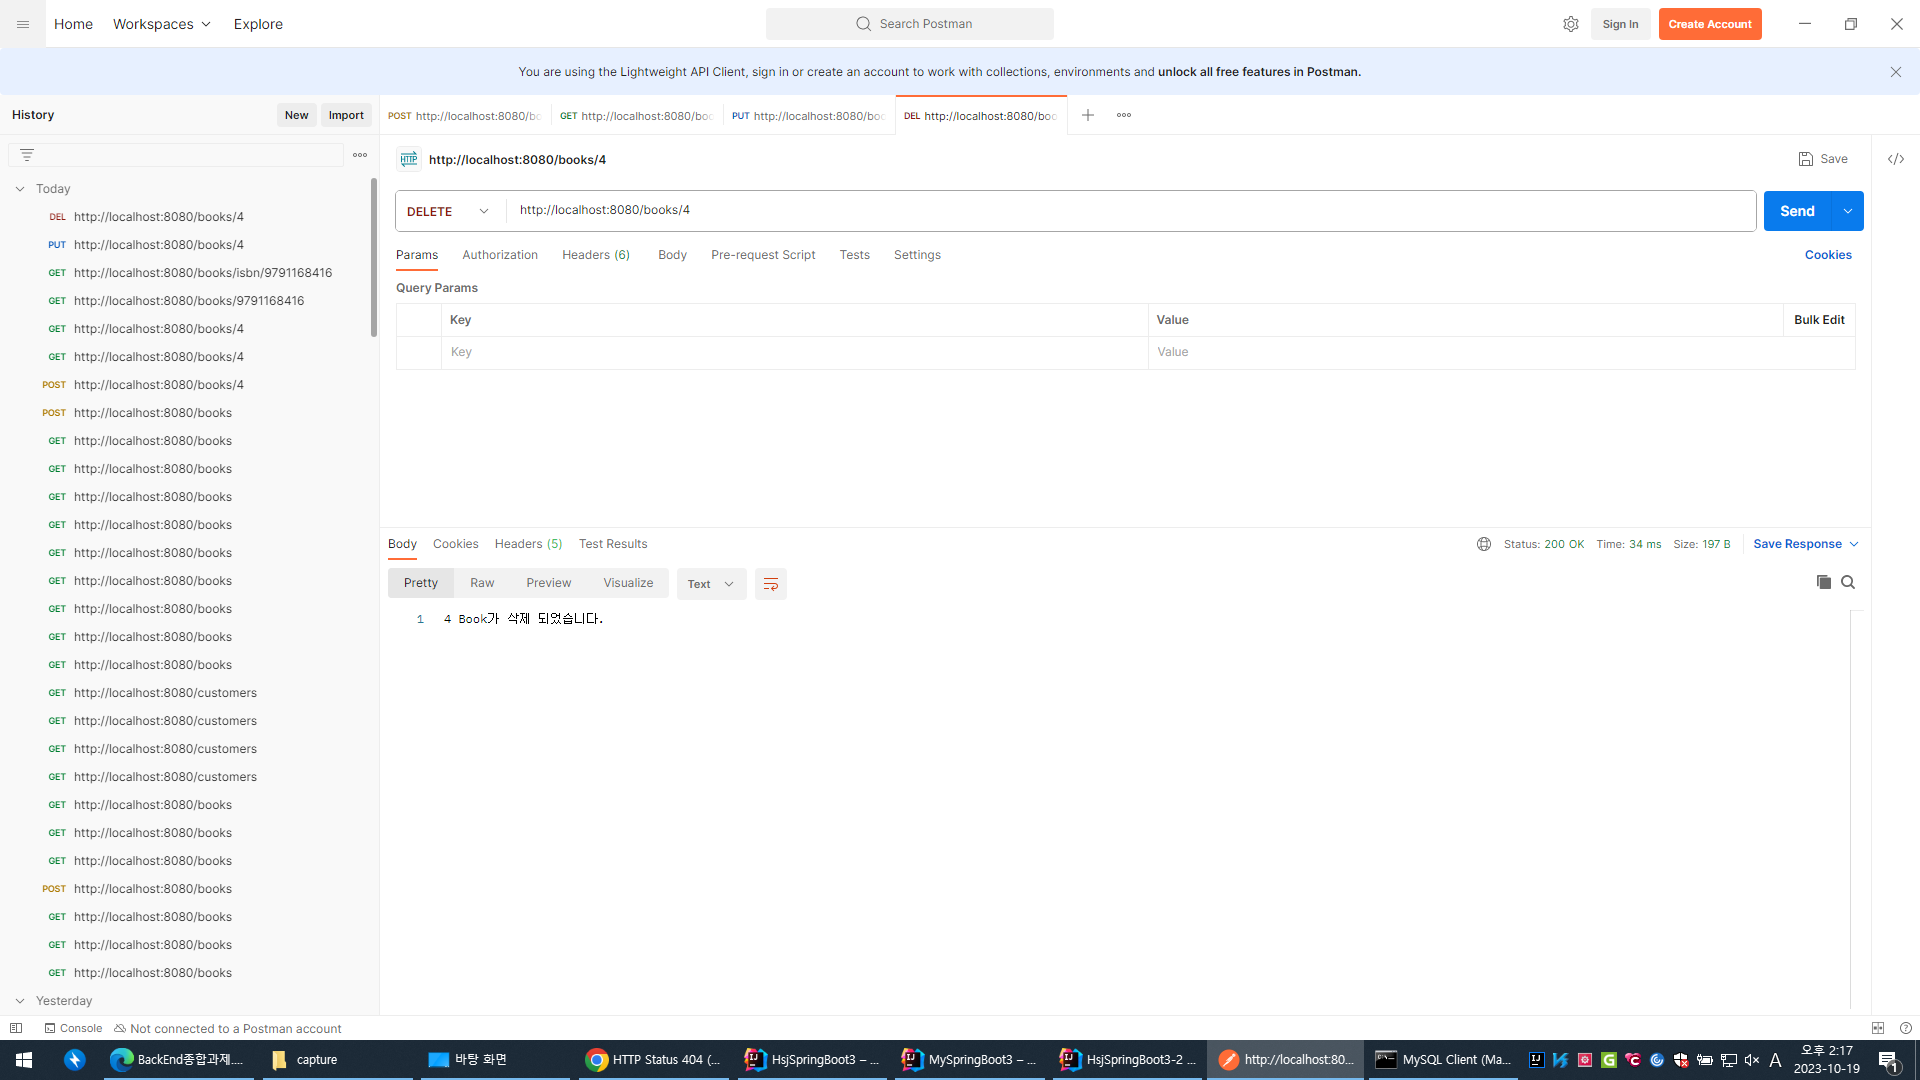 Home Workspaces Explore Search Postman Sign In Create Account
You are using the Lightweight API Client, sign in or create an account to work with collections, environments and unlock all free features in Postman.
History New Import
POST http://localhost:8080/bo GET http://localhost:8080/boo PUT http://localhost:8080/boo DEL http://localhost:8080/boo
HTTP http://localhost:8080/books/4 Save
DELETE http://localhost:8080/books/4 Send
Params Authorization Headers (6) Body Pre-request Script Tests Settings Cookies
Query Params
Key Value Bulk Edit
Key Value
Today
DEL http://localhost:8080/books/4
PUT http://localhost:8080/books/4
GET http://localhost:8080/books/isbn/9791168416
GET http://localhost:8080/books/9791168416
GET http://localhost:8080/books/4
GET http://localhost:8080/books/4
POST http://localhost:8080/books/4
POST http://localhost:8080/books
GET http://localhost:8080/books
GET http://localhost:8080/books
GET http://localhost:8080/books
GET http://localhost:8080/books
GET http://localhost:8080/books
GET http://localhost:8080/books
GET http://localhost:8080/books
GET http://localhost:8080/books
GET http://localhost:8080/books
GET http://localhost:8080/customers
GET http://localhost:8080/customers
GET http://localhost:8080/customers
GET http://localhost:8080/customers
GET http://localhost:8080/books
GET http://localhost:8080/books
GET http://localhost:8080/books
POST http://localhost:8080/books
GET http://localhost:8080/books
GET http://localhost:8080/books
GET http://localhost:8080/books
Yesterday
Body Cookies Headers (5) Test Results Status: 200 OK Time: 34 ms Size: 197 B Save Response
Pretty Raw Preview Visualize Text
1 4 Book가 삭제 되었습니다.
Console Not connected to a Postman account
BackEnd종합과제.... capture 바탕 화면 HTTP Status 404 (... HsjSpringBoot3 – ... MySpringBoot3 – ... HsjSpringBoot3-2 ... http://localhost:80... MySQL Client (Ma... A 오후 2:17
2023-10-19 1